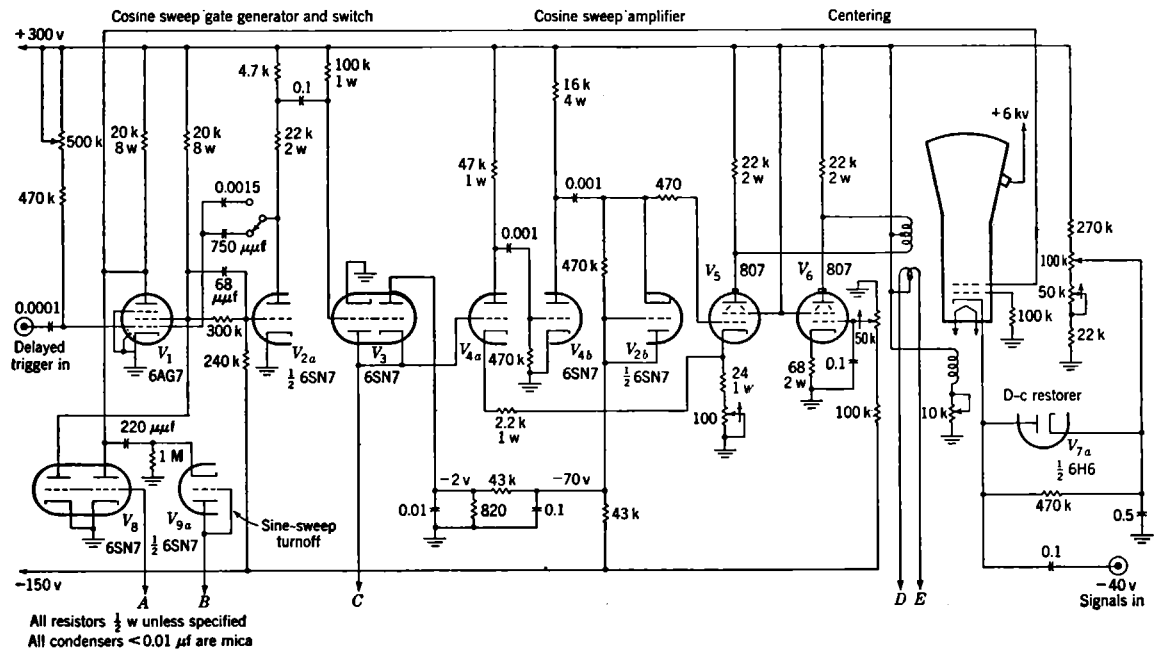 Cosine sweep gate generator and switch
Cosine sweep amplifier
Centering
+300 v
4.7 k
100 k
1 w
0.1
16 k
4 w
+6 kv
500 k
20 k
8 w
20 k
8 w
22 k
2 w
47 k
1 w
22 k
2 w
22 k
2 w
470 k
0.0015
750 μμf
0.001
470
0.001
270 k
68
μμf
470 k
V5
807
V6
807
100 k
50 k
0.0001
Delayed
trigger in
300 k
240 k
V1
6AG7
V2a
½ 6SN7
V3
6SN7
V4a
470 k
V4b
6SN7
V2b
½ 6SN7
50 k
68
2 w
0.1
100 k
22 k
24
1 w
100
2.2 k
1 w
100 k
10 k
D-c restorer
V7a
½ 6H6
220 μμf
1 M
V8
6SN7
V9a
½ 6SN7
Sine-sweep
turnoff
-2 v
43 k
-70 v
0.01
820
0.1
43 k
470 k
0.5
0.1
-150 v
A
B
C
D
E
-40 v
Signals in
All resistors ½ w unless specified
All condensers < 0.01 μf are mica